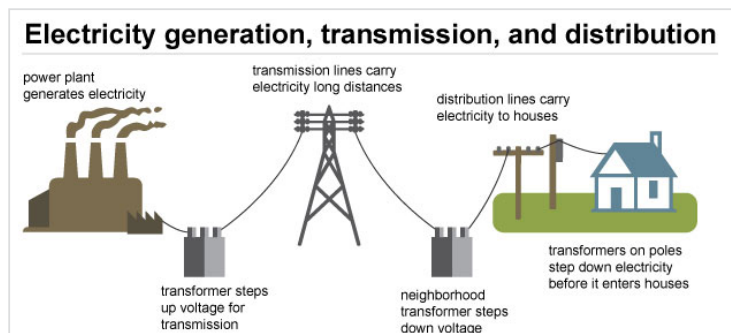 Electricity generation, transmission, and distribution
power plant
generates electricity
transmission lines carry
electricity long distances
distribution lines carry
electricity to houses
transformer steps
up voltage for
transmission
neighborhood
transformer steps
down voltage
transformers on poles
step down electricity
before it enters houses